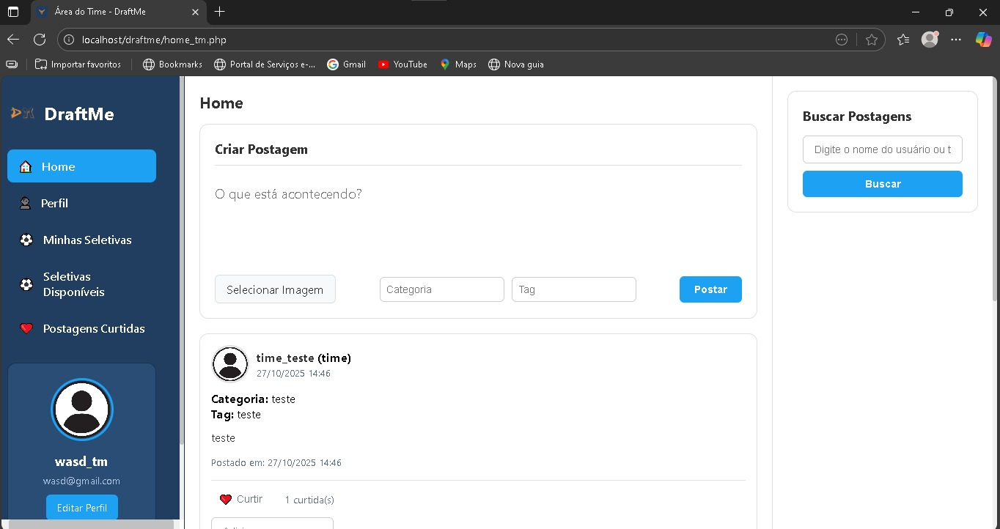 Área do Time - DraftMe
localhost/draftme/home_tm.php
Importar favoritos
Bookmarks
Portal de Serviços e-...
Gmail
YouTube
Maps
Nova guia
DraftMe
Home
Perfil
Minhas Seletivas
Seletivas
Disponíveis
Postagens Curtidas
wasd_tm
wasd@gmail.com
Editar Perfil
Home
Criar Postagem
O que está acontecendo?
Selecionar Imagem
Categoria
Tag
Postar
time_teste (time)
27/10/2025 14:46
Categoria: teste
Tag: teste
teste
Postado em: 27/10/2025 14:46
Curtir
1 curtida(s)
Buscar Postagens
Digite o nome do usuário ou t
Buscar